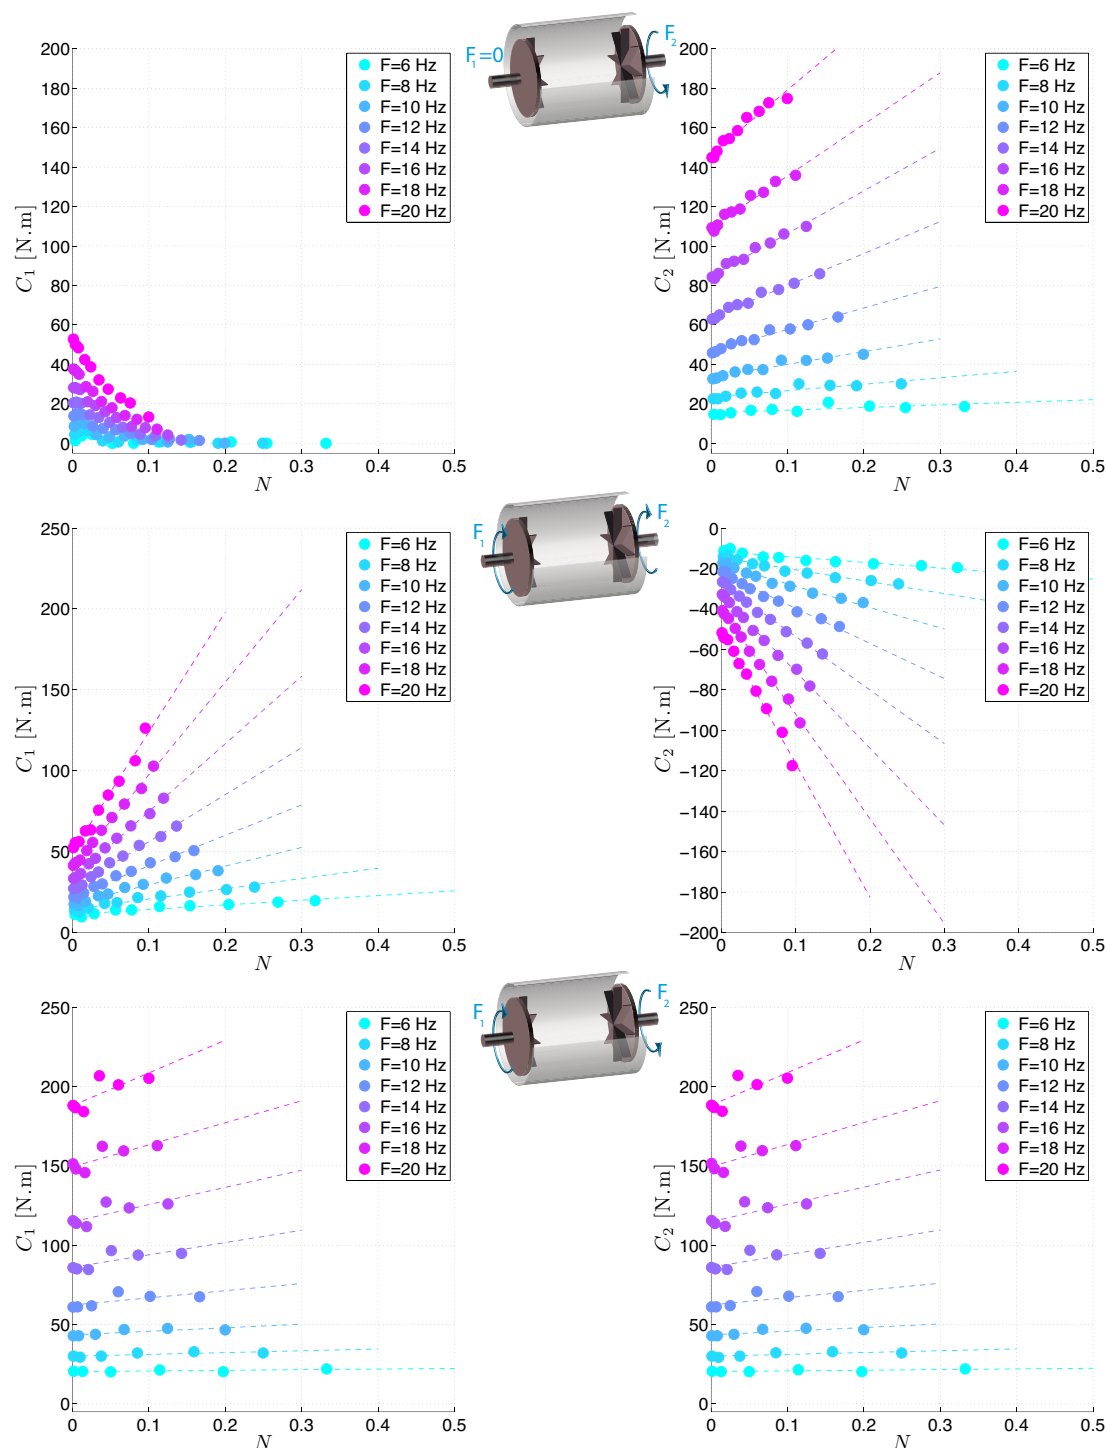 200
180
160
140
120
100
80
60
40
20
0
C₁ [N.m]
0 0.1 0.2 0.3 0.4 0.5
N
F=6 Hz
F=8 Hz
F=10 Hz
F=12 Hz
F=14 Hz
F=16 Hz
F=18 Hz
F=20 Hz
F₁=0
F₂
200
180
160
140
120
100
80
60
40
20
0
C₂ [N.m]
0 0.1 0.2 0.3 0.4 0.5
N
F=6 Hz
F=8 Hz
F=10 Hz
F=12 Hz
F=14 Hz
F=16 Hz
F=18 Hz
F=20 Hz
250
200
150
100
50
0
C₁ [N.m]
0 0.1 0.2 0.3 0.4 0.5
N
F=6 Hz
F=8 Hz
F=10 Hz
F=12 Hz
F=14 Hz
F=16 Hz
F=18 Hz
F=20 Hz
F₁
F₂
0
−20
−40
−60
−80
−100
−120
−140
−160
−180
−200
C₂ [N.m]
0 0.1 0.2 0.3 0.4 0.5
N
F=6 Hz
F=8 Hz
F=10 Hz
F=12 Hz
F=14 Hz
F=16 Hz
F=18 Hz
F=20 Hz
250
200
150
100
50
0
C₁ [N.m]
0 0.1 0.2 0.3 0.4 0.5
N
F=6 Hz
F=8 Hz
F=10 Hz
F=12 Hz
F=14 Hz
F=16 Hz
F=18 Hz
F=20 Hz
F₁
F₂
250
200
150
100
50
0
C₂ [N.m]
0 0.1 0.2 0.3 0.4 0.5
N
F=6 Hz
F=8 Hz
F=10 Hz
F=12 Hz
F=14 Hz
F=16 Hz
F=18 Hz
F=20 Hz